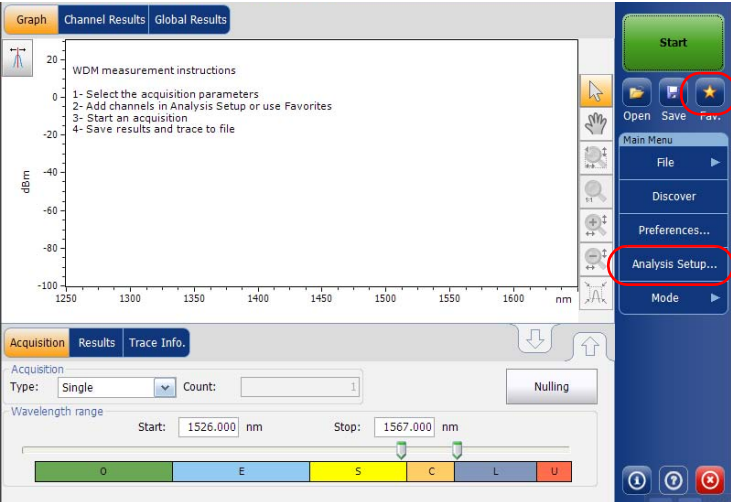 Graph Channel Results Global Results
WDM measurement instructions
1- Select the acquisition parameters
2- Add channels in Analysis Setup or use Favorites
3- Start an acquisition
4- Save results and trace to file
20
0
-20
-40
-60
-80
-100
dBm
1250 1300 1350 1400 1450 1500 1550 1600 nm
1:1
Acquisition Results Trace Info.
Acquisition
Type: Single Count: 1
Nulling
Wavelength range
Start: 1526.000 nm Stop: 1567.000 nm
O E S C L U
Start
Open Save Fav.
Main Menu
File
Discover
Preferences...
Analysis Setup...
Mode